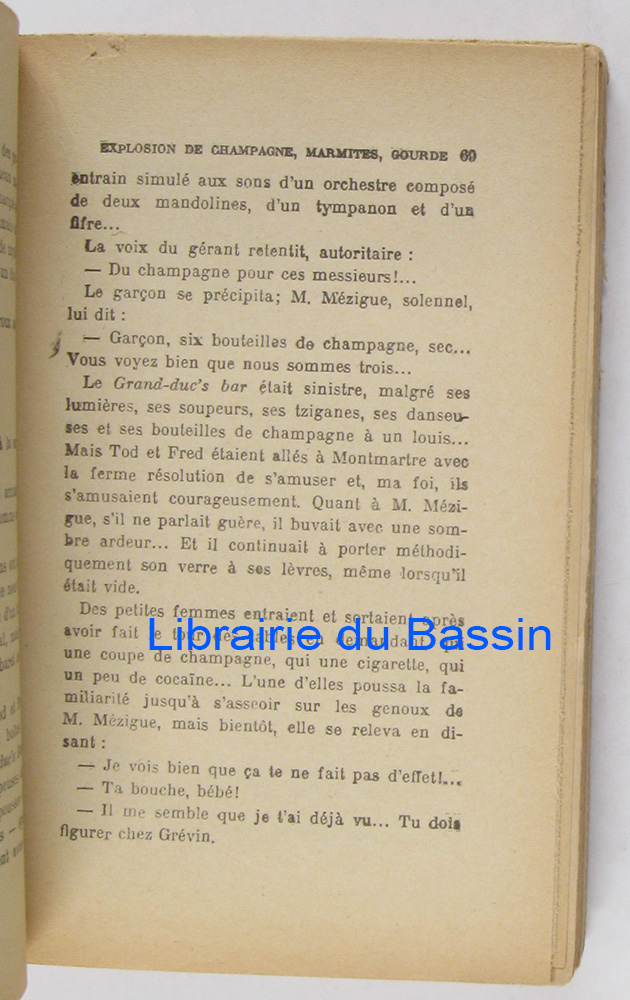 EXPLOSION DE CHAMPAGNE, MARMITES, GOURDE 69
entrain simulé aux sons d'un orchestre composé
de deux mandolines, d'un tympanon et d'un
fifre...
La voix du gérant retentit, autoritaire :
— Du champagne pour ces messieurs!...
Le garçon se précipita; M. Mézigue, solennel,
lui dit :
— Garçon, six bouteilles de champagne, sec...
Vous voyez bien que nous sommes trois...
Le Grand-duc's bar était sinistre, malgré ses
lumières, ses soupeurs, ses tziganes, ses danseu-
ses et ses bouteilles de champagne à un louis...
Mais Tod et Fred étaient allés à Montmartre avec
la ferme résolution de s'amuser et, ma foi, ils
s'amusaient courageusement. Quant à M. Mézi-
gue, s'il ne parlait guère, il buvait avec une som-
bre ardeur... Et il continuait à porter méthodi-
quement son verre à ses lèvres, même lorsqu'il
était vide.
Des petites femmes entraient et sortaient après
avoir fait le tour des tables en demandant qui
Librairie du Bassin
une coupe de champagne, qui une cigarette, qui
un peu de cocaïne... L'une d'elles poussa la fa-
miliarité jusqu'à s'asseoir sur les genoux de
M. Mézigue, mais bientôt, elle se releva en di-
sant :
— Je vois bien que ça te ne fait pas d'effet!...
— Ta bouche, bébé!
— Il me semble que je t'ai déjà vu... Tu dois
figurer chez Grévin.